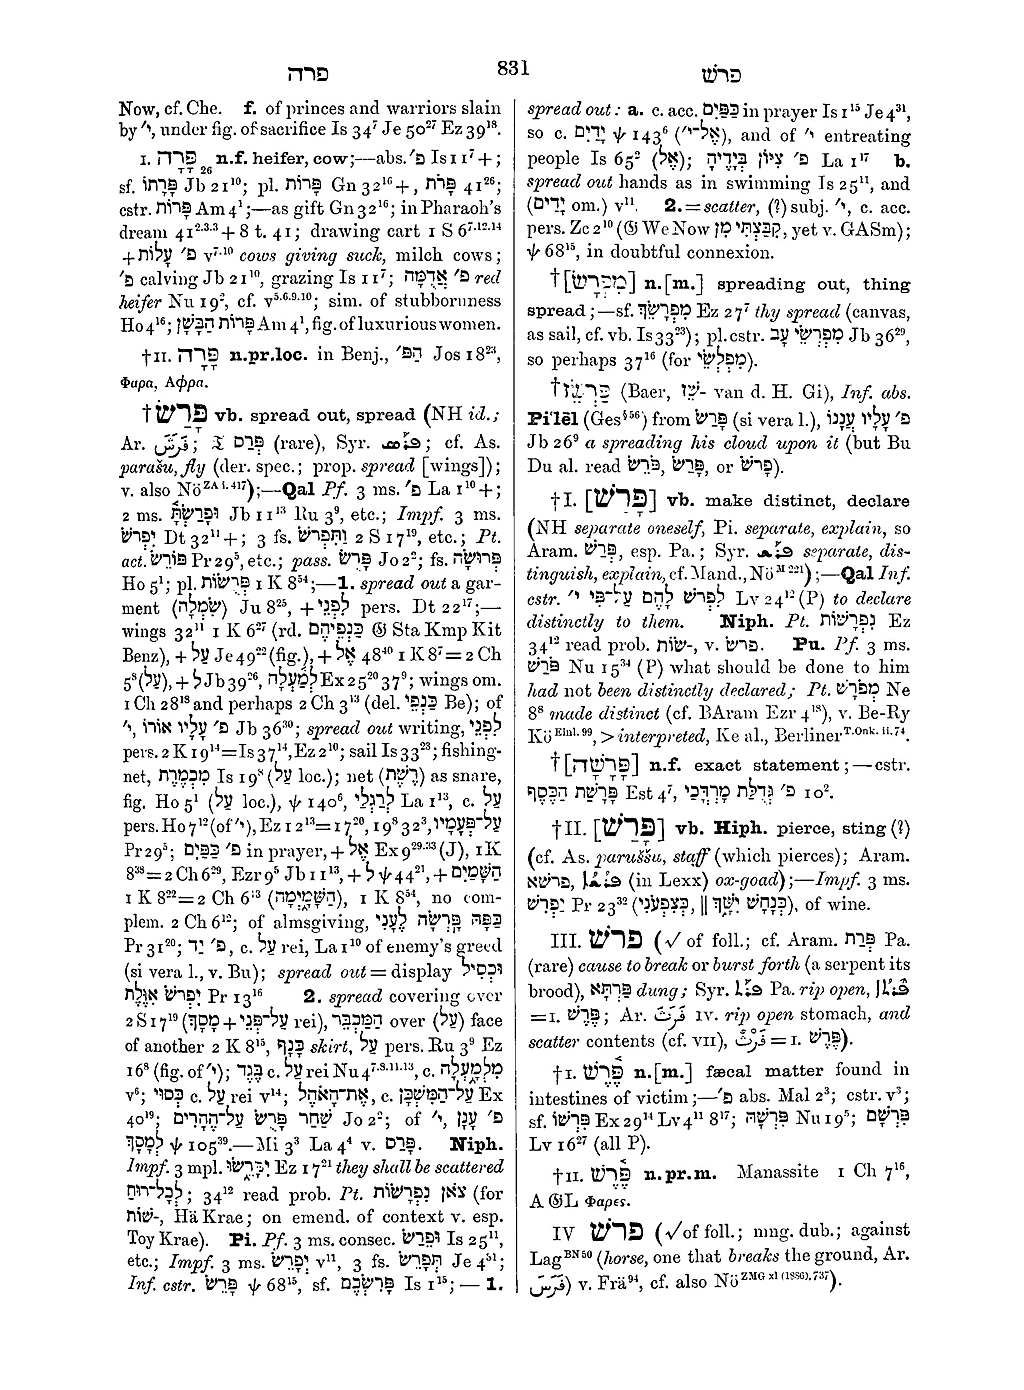 פרה
831
פרשׁ
Now, cf. Che. f. of princes and warriors slain
by י׳, under fig. of sacrifice Is 34⁷ Je 50²⁷ Ez 39¹⁸.
I. פָּרָה 26 n.f. heifer, cow;—abs. פ׳ Is 11⁷ +;
sf. פָּרָתוֹ Jb 21¹⁰; pl. פָּרוֹת Gn 32¹⁶ +, פָּרֹת 41²⁶;
cstr. פָּרוֹת Am 4¹;—as gift Gn 32¹⁶; in Pharaoh's
dream 41²·³·³ + 8 t. 41; drawing cart 1 S 6⁷·¹²·¹⁴
+ פ׳ עָלוֹת v⁷·¹⁰ cows giving suck, milch cows;
פ׳ calving Jb 21¹⁰, grazing Is 11⁷; פ׳ אֲדֻמָּה red
heifer Nu 19², cf. v⁵·⁶·⁹·¹⁰; sim. of stubbornness
Ho 4¹⁶; פָּרוֹת הַבָּשָׁן Am 4¹, fig. of luxurious women.
†II. פָּרָה n.pr.loc. in Benj., הַפּ׳ Jos 18²³,
Φαρα, Αφρα.
†פָּרַשׂ vb. spread out, spread (NH id.;
Ar. ; 𝔗 פְּרַס (rare), Syr. ; cf. As.
parašu, fly (der. spec.; prop. spread [wings]);
v. also Nö ZA i. 417);—Qal Pf. 3 ms. פ׳ La 1¹⁰ +;
2 ms. וּפָרַשְׂתָּ Jb 11¹³ Ru 3⁹, etc.; Impf. 3 ms.
יִפְרֹשׂ Dt 32¹¹ +; 3 fs. וַתִּפְרֹשׂ 2 S 17¹⁹, etc.; Pt.
act. פּוֹרֵשׂ Pr 29⁵, etc.; pass. פָּרֻשׂ Jo 2²; fs. פְּרוּשָׂה
Ho 5¹; pl. פְּרֻשׂוֹת 1 K 8⁵⁴;—1. spread out a gar-
ment (שִׂמְלָה) Ju 8²⁵, + לִפְנֵי pers. Dt 22¹⁷;—
wings 32¹¹ 1 K 6²⁷ (rd. כַּנְפֵיהֶם 𝔊 Sta Kmp Kit
Benz), + עַל Je 49²² (fig.), + אֶל 48⁴⁰ 1 K 8⁷ = 2 Ch
5⁸ (עַל), + לְ Jb 39²⁶, לְמַעְלָה Ex 25²⁰ 37⁹; wings om.
1 Ch 28¹⁸ and perhaps 2 Ch 3¹³ (del. כַּנְפֵי Be); of
י׳, פ׳ עָלָיו אוֹרוֹ Jb 36³⁰; spread out writing, לִפְנֵי
pers. 2 K 19¹⁴ = Is 37¹⁴, Ez 2¹⁰; sail Is 33²³; fishing-
net, מִכְמֶרֶת Is 19⁸ (עַל loc.); net (רֶשֶׁת) as snare,
fig. Ho 5¹ (עַל loc.), ψ 140⁶, לְרַגְלַי La 1¹³, c. עַל
pers. Ho 7¹² (of י׳), Ez 12¹³ = 17²⁰, 19⁸ 32³, עַל־פְּעָמָיו
Pr 29⁵; פ׳ כַּפַּיִם in prayer, + אֶל Ex 9²⁹·³³ (J), 1 K
8³⁸ = 2 Ch 6²⁹, Ezr 9⁵ Jb 11¹³, + לְ ψ 44²¹, + הַשָּׁמַיִם
1 K 8²² = 2 Ch 6¹³ (הַשָּׁמַיְמָה), 1 K 8⁵⁴, no com-
plem. 2 Ch 6¹²; of almsgiving, כַּפָּהּ פָּרְשָׂה לֶעָנִי
Pr 31²⁰; פ׳ יָד, c. עַל rei, La 1¹⁰ of enemy's greed
(si vera l., v. Bu); spread out = display וּכְסִיל
יִפְרֹשׂ אִוֶּלֶת Pr 13¹⁶ 2. spread covering over
2 S 17¹⁹ (עַל־פְּנֵי + מָסָךְ rei), הַמַּכְבֵּר over (עַל) face
of another 2 K 8¹⁵, כָּנָף skirt, עַל pers. Ru 3⁹ Ez
16⁸ (fig. of י׳); בֶּגֶד c. עַל rei Nu 4⁷·⁸·¹¹·¹³, c. מִלְמָעְלָה
v⁶; כְּסוּי c. עַל rei v¹⁴; אֶת־הָאֹהֶל, c. עַל־הַמִּשְׁכָּן Ex
40¹⁹; שַׁחַר פָּרֻשׂ עַל־הֶהָרִים Jo 2²; of י׳, פ׳ עָנָן
לְמָסָךְ ψ 105³⁹.—Mi 3³ La 4⁴ v. פרס. Niph.
Impf. 3 mpl. יִפָּרֵשׂוּ Ez 17²¹ they shall be scattered
לְכָל־רוּחַ; 34¹² read prob. Pt. צֹאן נִפְרָשׂוֹת (for
שׁוֹת-, Hä Krae; on emend. of context v. esp.
Toy Krae). Pi. Pf. 3 ms. consec. וּפֵרַשׂ Is 25¹¹,
etc.; Impf. 3 ms. יְפָרֵשׂ v¹¹, 3 fs. תְּפָרֵשׂ Je 4³¹;
Inf. cstr. פָּרֵשׂ ψ 68¹⁵, sf. פָּרִשְׂכֶם Is 1¹⁵;—1.
spread out: a. c. acc. כַּפַּיִם in prayer Is 1¹⁵ Je 4³¹,
so c. יָדַיִם ψ 143⁶ (אֶל־י׳), and of י׳ entreating
people Is 65² (אֶל); פ׳ צִיּוֹן בְּיָדֶיהָ La 1¹⁷ b.
spread out hands as in swimming Is 25¹¹, and
(יָדַיִם om.) v¹¹. 2. = scatter, (?) subj. י׳, c. acc.
pers. Zc 2¹⁰ (𝔊 We Now קִבַּצְתִּי מִן, yet v. GASm);
ψ 68¹⁵, in doubtful connexion.
†[מִפְרָשׂ] n.[m.] spreading out, thing
spread;—sf. מִפְרָשֵׂךְ Ez 27⁷ thy spread (canvas,
as sail, cf. vb. Is 33²³); pl. cstr. מִפְרְשֵׂי עָב Jb 36²⁹,
so perhaps 37¹⁶ (for מִפְלְשֵׂי).
†פַּרְשֵׁז (Baer, שֵׁז- van d. H. Gi), Inf. abs.
Piʻlēl (Ges§⁵⁶) from פָּרַשׂ (si vera l.), פ׳ עָלָיו עֲנָנוֹ
Jb 26⁹ a spreading his cloud upon it (but Bu
Du al. read פָּרֹשׂ, פֹּרֵשׂ, or פָּרֵשׂ).
†I. [פָּרַשׁ] vb. make distinct, declare
(NH separate oneself, Pi. separate, explain, so
Aram. פְּרַשׁ, esp. Pa.; Syr. separate, dis-
tinguish, explain, cf. Mand., Nö M 221);—Qal Inf.
cstr. לִפְרֹשׁ לָהֶם עַל־פִּי י׳ Lv 24¹² (P) to declare
distinctly to them. Niph. Pt. נִפְרָשׁוֹת Ez
34¹² read prob. שׂוֹת-, v. פרשׂ. Pu. Pf. 3 ms.
פֹּרַשׁ Nu 15³⁴ (P) what should be done to him
had not been distinctly declared; Pt. מְפֹרָשׁ Ne
8⁸ made distinct (cf. BAram Ezr 4¹⁸), v. Be-Ry
Kö Einl. 99, > interpreted, Ke al., Berliner T.Onk. ii. 74.
†[פָּרָשָׁה] n.f. exact statement;—cstr.
פָּרָשַׁת הַכֶּסֶף Est 4⁷, פ׳ גְּדֻלַּת מָרְדֳּכַי 10².
†II. [פָּרַשׁ] vb. Hiph. pierce, sting (?)
(cf. As. paruššu, staff (which pierces); Aram.
פרשא, (in Lexx) ox-goad);—Impf. 3 ms.
יַפְרִשׁ Pr 23³² (כְּנָחָשׁ יִשָּׁךְ || כְּצִפְעֹנִי), of wine.
III. פרשׁ (√ of foll.; cf. Aram. פְּרַת Pa.
(rare) cause to break or burst forth (a serpent its
brood), פַּרְתָּא dung; Syr. Pa. rip open,
= I. פֶּרֶשׁ; Ar. IV. rip open stomach, and
scatter contents (cf. VII), = I. פֶּרֶשׁ).
†I. פֶּרֶשׁ n.[m.] fæcal matter found in
intestines of victim;—פ׳ abs. Mal 2³; cstr. v³;
sf. פִּרְשׁוֹ Ex 29¹⁴ Lv 4¹¹ 8¹⁷; פִּרְשָׁהּ Nu 19⁵; פִּרְשָׁם
Lv 16²⁷ (all P).
†II. פֶּרֶשׁ n.pr.m. Manassite 1 Ch 7¹⁶,
A 𝔊L Φαρες.
IV פרשׁ (√ of foll.; mng. dub.; against
Lag BN 50 (horse, one that breaks the ground, Ar.
) v. Frä⁹⁴, cf. also Nö ZMG xl (1886), 737).